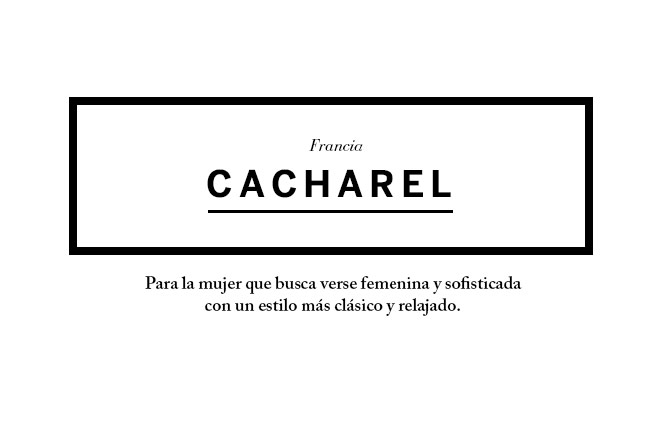 Francia
CACHAREL
Para la mujer que busca verse femenina y sofisticada
con un estilo más clásico y relajado.